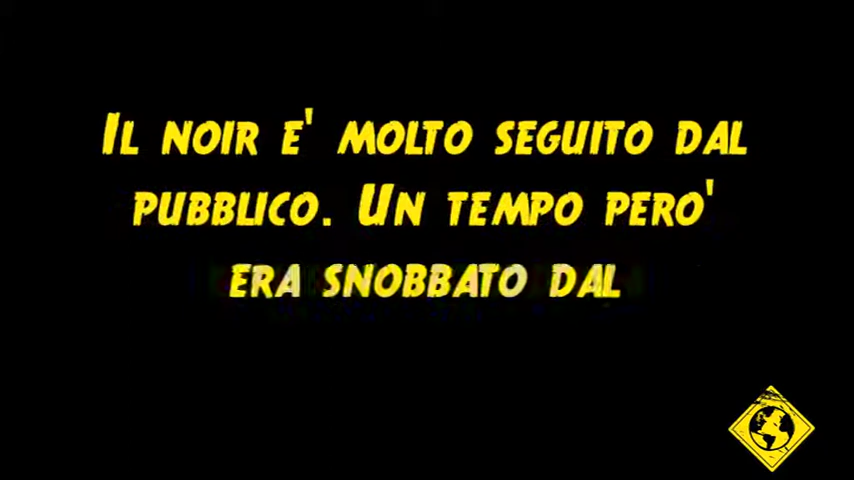 Il noir e' molto seguito dal
pubblico. Un tempo pero'
era snobbato dal